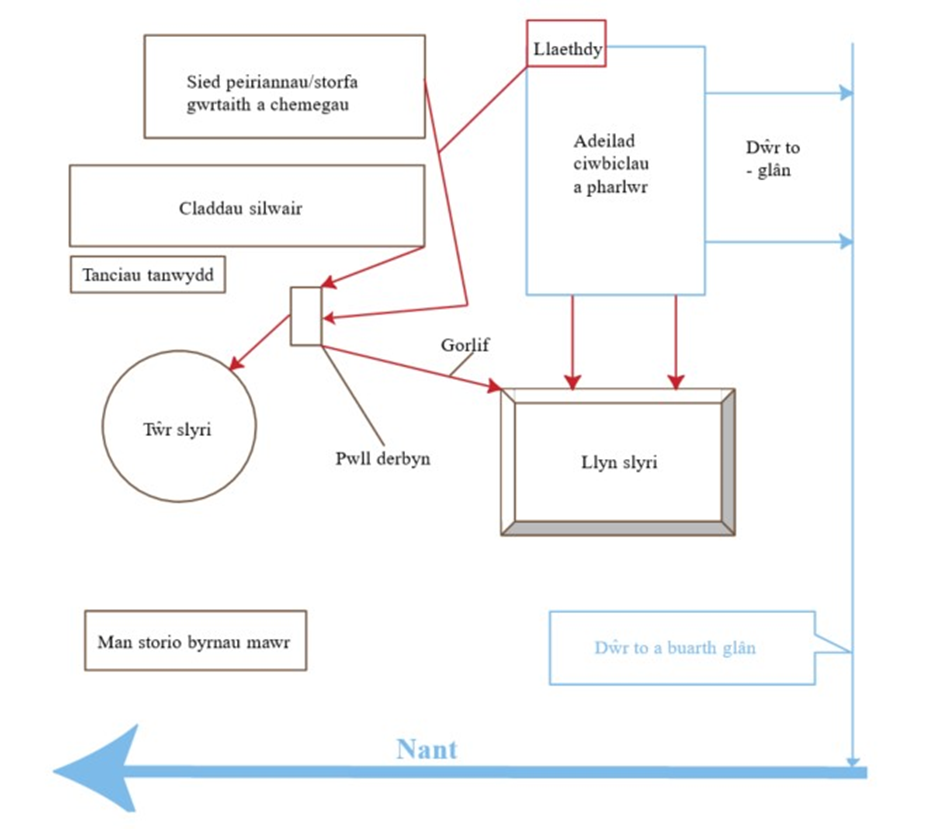 Llaethdy
Sied peiriannau/storfa
gwrtaith a chemegau
Adeilad
ciwbiclau
a pharlwr
Dŵr to
- glân
Claddau silwair
Tanciau tanwydd
Gorlif
Tŵr slyri
Pwll derbyn
Llyn slyri
Man storio byrnau mawr
Dŵr to a buarth glân
Nant